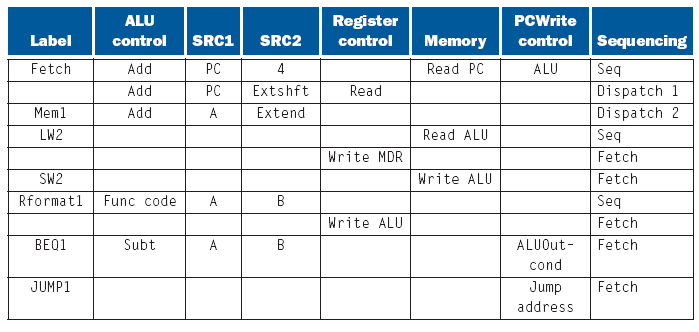 Label ALU control SRC1 SRC2 Register control Memory PCWrite control Sequencing
Fetch Add PC 4 Read PC ALU Seq
Add PC Extshft Read Dispatch 1
Mem1 Add A Extend Dispatch 2
LW2 Read ALU Seq
Write MDR Fetch
SW2 Write ALU Fetch
Rformat1 Func code A B Seq
Write ALU Fetch
BEQ1 Subt A B ALUOut-cond Fetch
JUMP1 Jump address Fetch